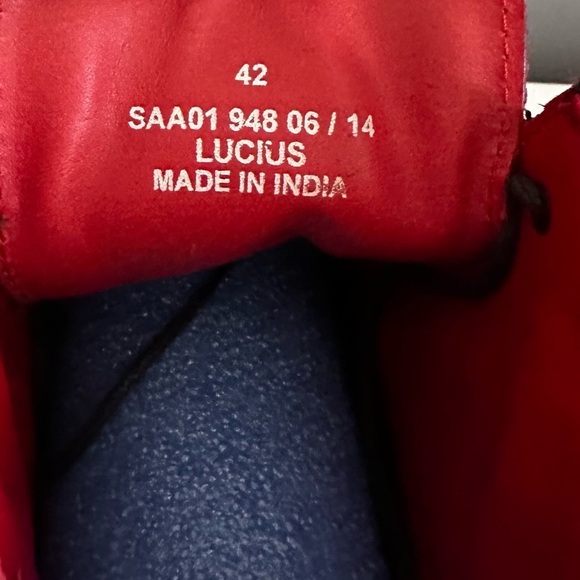 42
SAA01 948 06 / 14
LUCIUS
MADE IN INDIA